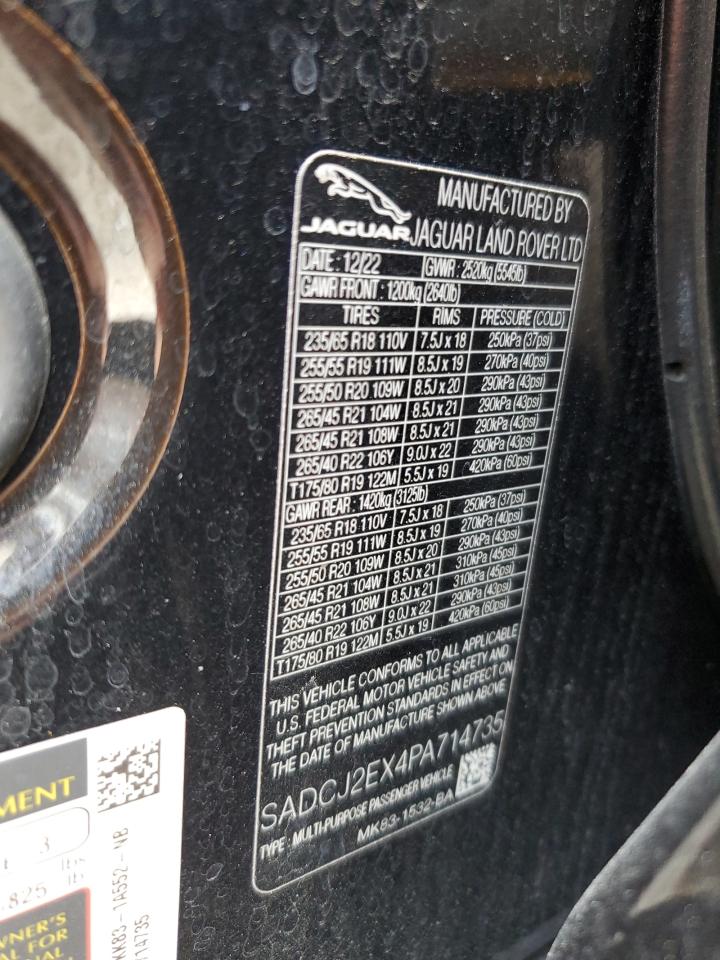 JAGUAR
MANUFACTURED BY
JAGUAR LAND ROVER LTD
DATE : 12/22 GVWR : 2520kg (5545lb)
GAWR FRONT : 1200kg (2640lb)
TIRES RIMS PRESSURE (COLD)
235/65 R18 110V 7.5J x 18 250kPa (37psi)
255/55 R19 111W 8.5J x 19 270kPa (40psi)
255/50 R20 109W 8.5J x 20 290kPa (43psi)
265/45 R21 104W 8.5J x 21 290kPa (43psi)
265/45 R21 108W 8.5J x 21 290kPa (43psi)
265/40 R22 106Y 9.0J x 22 290kPa (43psi)
T175/80 R19 122M 5.5J x 19 420kPa (60psi)
GAWR REAR : 1420kg (3125lb)
235/65 R18 110V 7.5J x 18 250kPa (37psi)
255/55 R19 111W 8.5J x 19 270kPa (40psi)
255/50 R20 109W 8.5J x 20 290kPa (43psi)
265/45 R21 104W 8.5J x 21 310kPa (45psi)
265/45 R21 108W 8.5J x 21 310kPa (45psi)
265/40 R22 106Y 9.0J x 22 290kPa (43psi)
T175/80 R19 122M 5.5J x 19 420kPa (60psi)
THIS VEHICLE CONFORMS TO ALL APPLICABLE
U.S. FEDERAL MOTOR VEHICLE SAFETY AND
THEFT PREVENTION STANDARDS IN EFFECT ON
THE DATE OF MANUFACTURE SHOWN ABOVE
SADCJ2EX4PA714735
TYPE : MULTI-PURPOSE PASSENGER VEHICLE
MK83-1532-BA
MENT
3
lbs
825 lb
WNER'S
AL FOR
ONAL
MK83-1A552-VB
714735